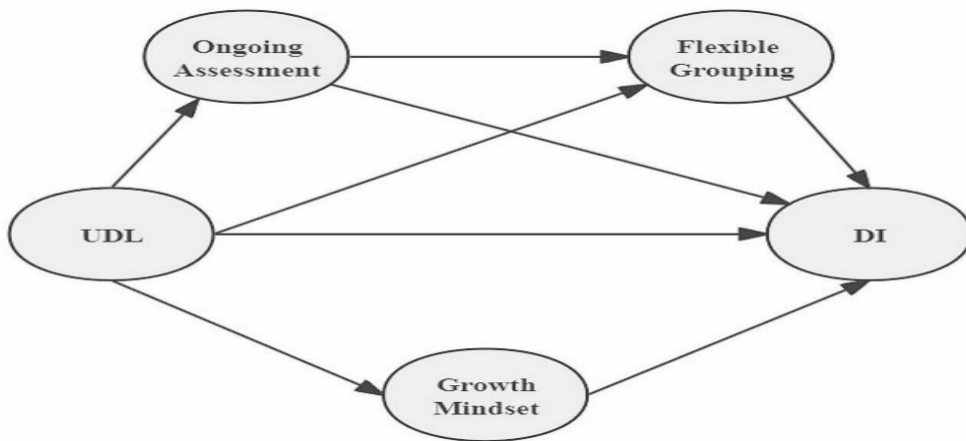 Ongoing
Assessment
Flexible
Grouping
UDL
DI
Growth
Mindset